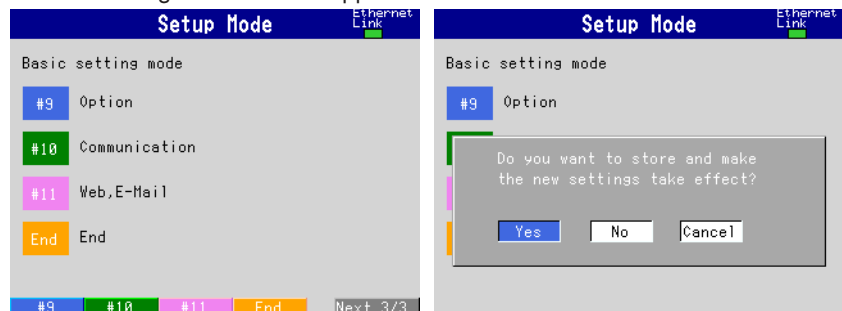 Setup Mode
Ethernet
Link
Basic setting mode
#9 Option
#10 Communication
#11 Web,E-Mail
End End
#9 #10 #11 End Next 3/3
Setup Mode
Ethernet
Link
Basic setting mode
#9 Option
Do you want to store and make
the new settings take effect?
Yes No Cancel